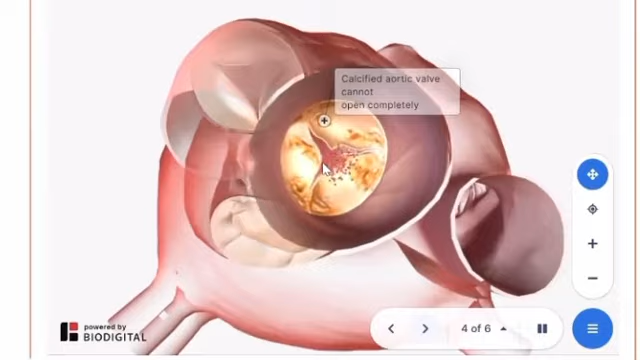 Calcified aortic valve
cannot
open completely
powered by
BIODIGITAL
4 of 6